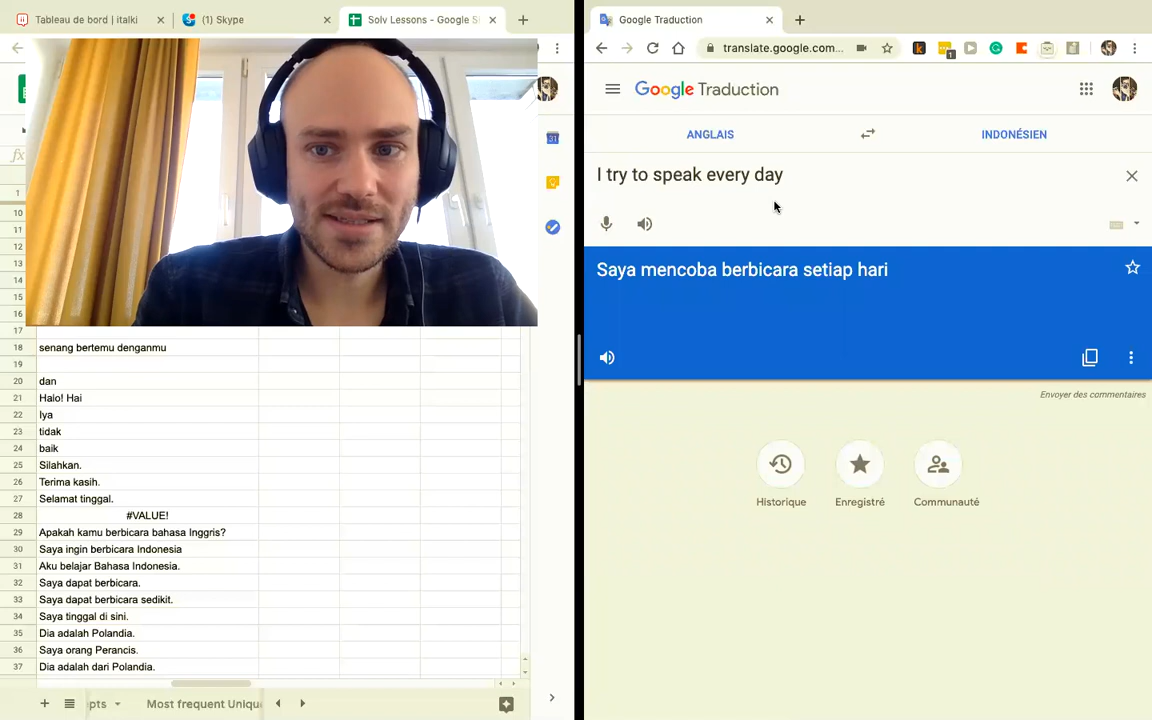 Tableau de bord | italki
(1) Skype
Solv Lessons - Google S
Google Traduction
translate.google.com...
1
Google Traduction
ANGLAIS
INDONÉSIEN
31
fx
I try to speak every day
Saya mencoba berbicara setiap hari
Envoyer des commentaires
Historique
Enregistré
Communauté
1
10
11
12
13
14
15
16
17
18 senang bertemu denganmu
19
20 dan
21 Halo! Hai
22 Iya
23 tidak
24 baik
25 Silahkan.
26 Terima kasih.
27 Selamat tinggal.
28 #VALUE!
29 Apakah kamu berbicara bahasa Inggris?
30 Saya ingin berbicara Indonesia
31 Aku belajar Bahasa Indonesia.
32 Saya dapat berbicara.
33 Saya dapat berbicara sedikit.
34 Saya tinggal di sini.
35 Dia adalah Polandia.
36 Saya orang Perancis.
37 Dia adalah dari Polandia.
pts
Most frequent Uniqu